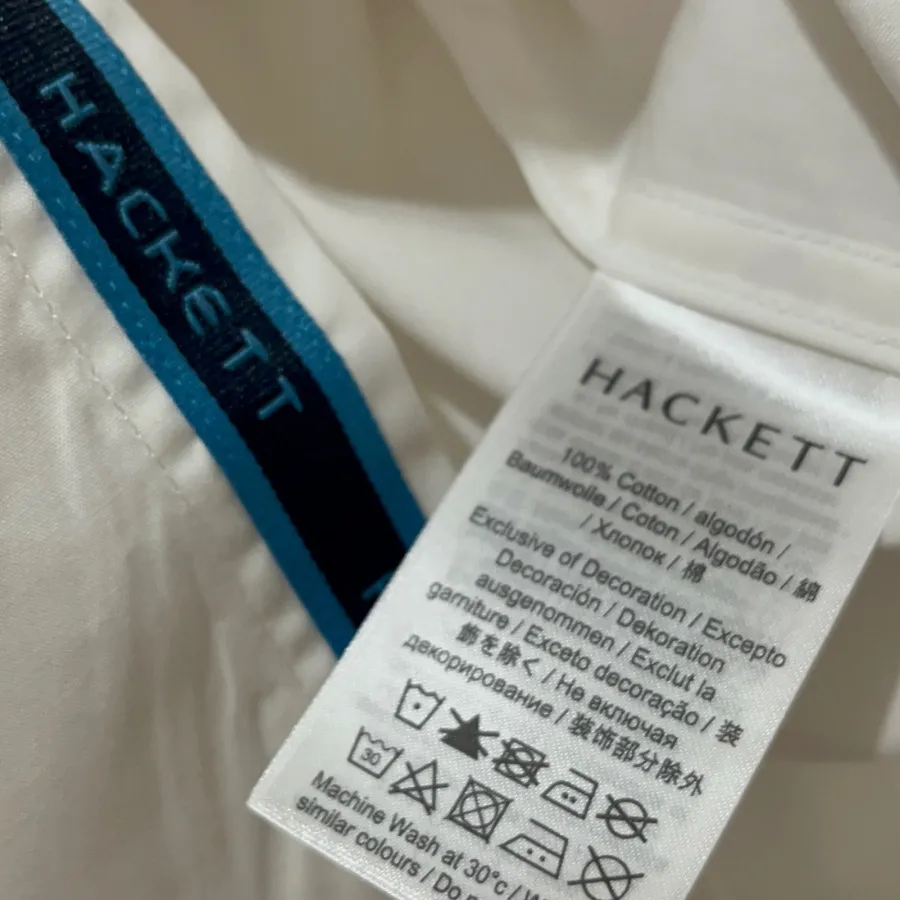 HACKETT
HACKETT
100% Cotton / algodón /
Baumwolle / Coton / Algodão / 綿
/ Хлопок / 棉
Exclusive of Decoration / Excepto
Decoración / Dekoration
ausgenommen / Exclut la
garniture / Exceto decoração / 装
飾を除く / Не включая
декорирование / 装饰部分除外
30
Machine Wash at 30°c /
similar colours / Do